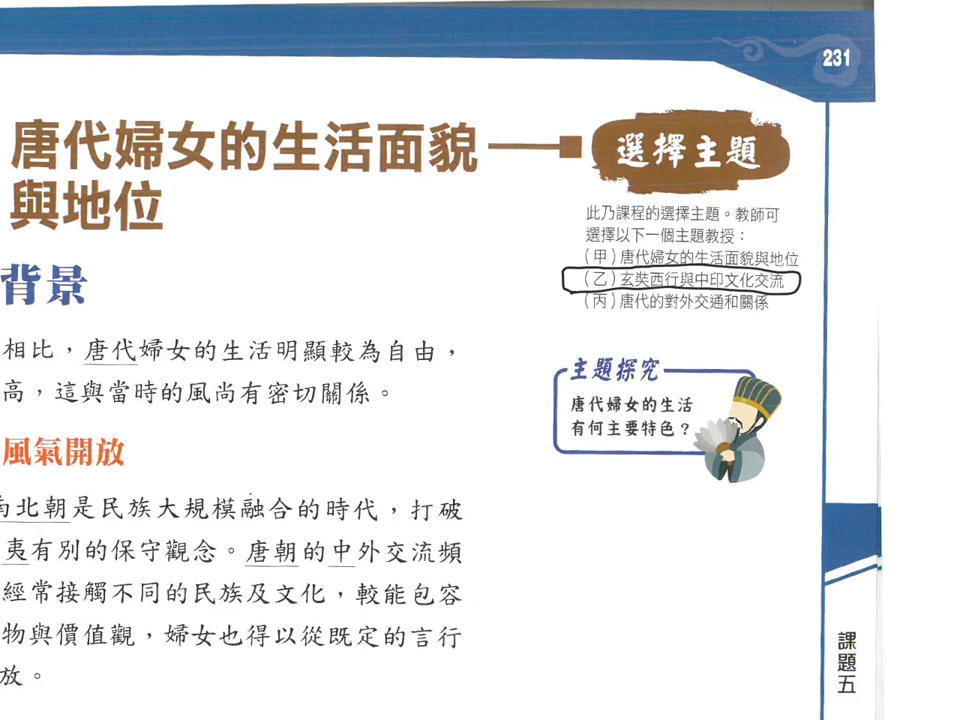 231
唐代婦女的生活面貌
與地位
選擇主題
此乃課程的選擇主題。教師可
選擇以下一個主題教授：
（甲）唐代婦女的生活面貌與地位
（乙）玄奘西行與中印文化交流
（丙）唐代的對外交通和關係
背景
相比，唐代婦女的生活明顯較為自由，
高，這與當時的風尚有密切關係。
主題探究
唐代婦女的生活
有何主要特色？
風氣開放
南北朝是民族大規模融合的時代，打破
夷有別的保守觀念。唐朝的中外交流頻
經常接觸不同的民族及文化，較能包容
物與價值觀，婦女也得以從既定的言行
放。
課題五